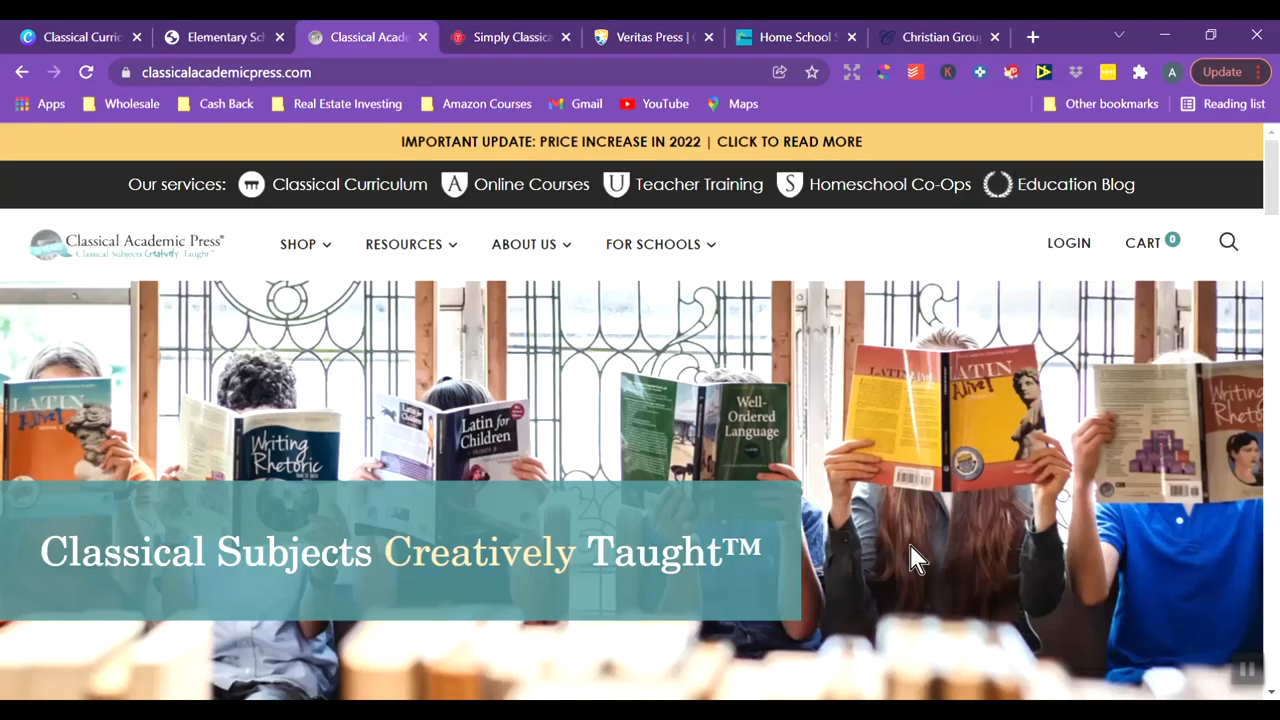 Classical Curric
Elementary Sc
Classical Acade
Simply Classica
Veritas Press | C
Home School S
Christian Grou
classicalacademicpress.com
A
Update
Apps
Wholesale
Cash Back
Real Estate Investing
Amazon Courses
Gmail
YouTube
Maps
Other bookmarks
Reading list
IMPORTANT UPDATE: PRICE INCREASE IN 2022 | CLICK TO READ MORE
Our services:
Classical Curriculum
A
Online Courses
U
Teacher Training
S
Homeschool Co-Ops
Education Blog
Classical Academic Press®
Classical Subjects Creatively Taught™
SHOP
RESOURCES
ABOUT US
FOR SCHOOLS
LOGIN
CART 0
LATIN
Alive!
Writing
Rhetoric
Latin for
Children
Well-
Ordered
Language
LATIN
Alive!
Writing
Rhetoric
Classical Subjects Creatively Taught™